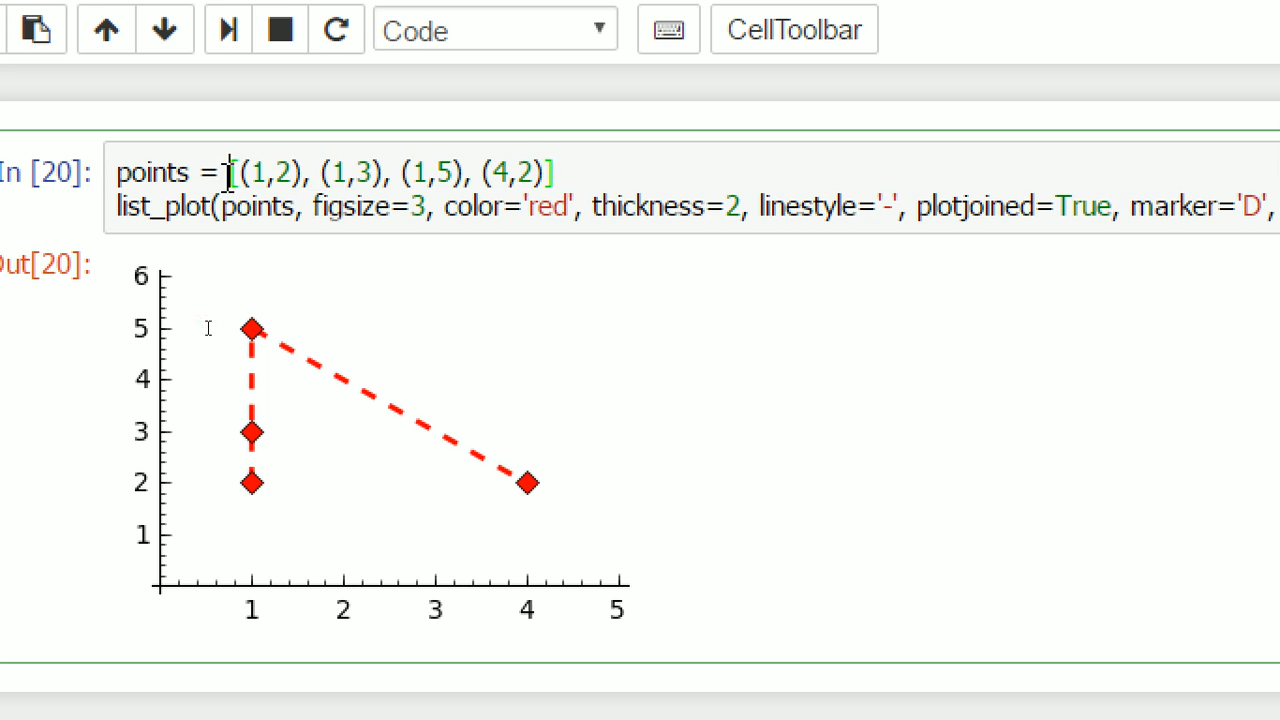 Code
CellToolbar
In [20]:
points = [(1,2), (1,3), (1,5), (4,2)]
list_plot(points, figsize=3, color='red', thickness=2, linestyle='-', plotjoined=True, marker='D',
Out[20]:
6
5
4
3
2
1
1 2 3 4 5